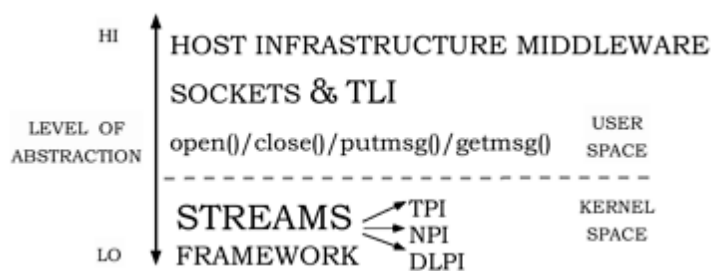 HI
HOST INFRASTRUCTURE MIDDLEWARE
SOCKETS & TLI
LEVEL OF
ABSTRACTION
open()/close()/putmsg()/getmsg()
USER
SPACE
STREAMS
FRAMEWORK
TPI
NPI
DLPI
KERNEL
SPACE
LO